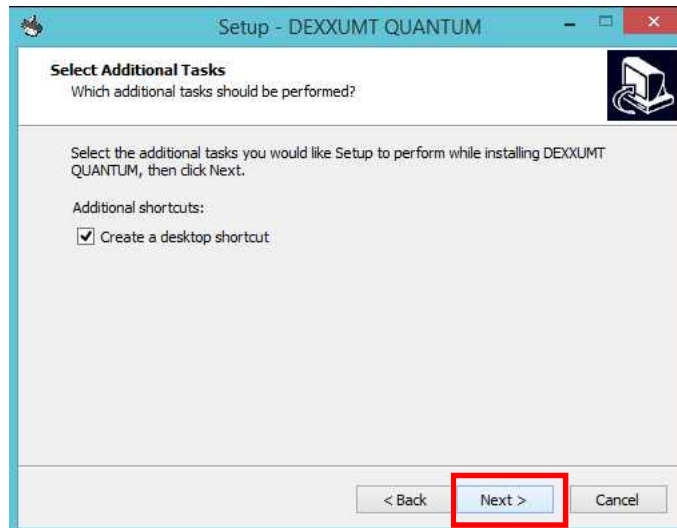 Setup - DEXXUMT QUANTUM
Select Additional Tasks
Which additional tasks should be performed?
Select the additional tasks you would like Setup to perform while installing DEXXUMT
QUANTUM, then click Next.
Additional shortcuts:
Create a desktop shortcut
< Back Next > Cancel